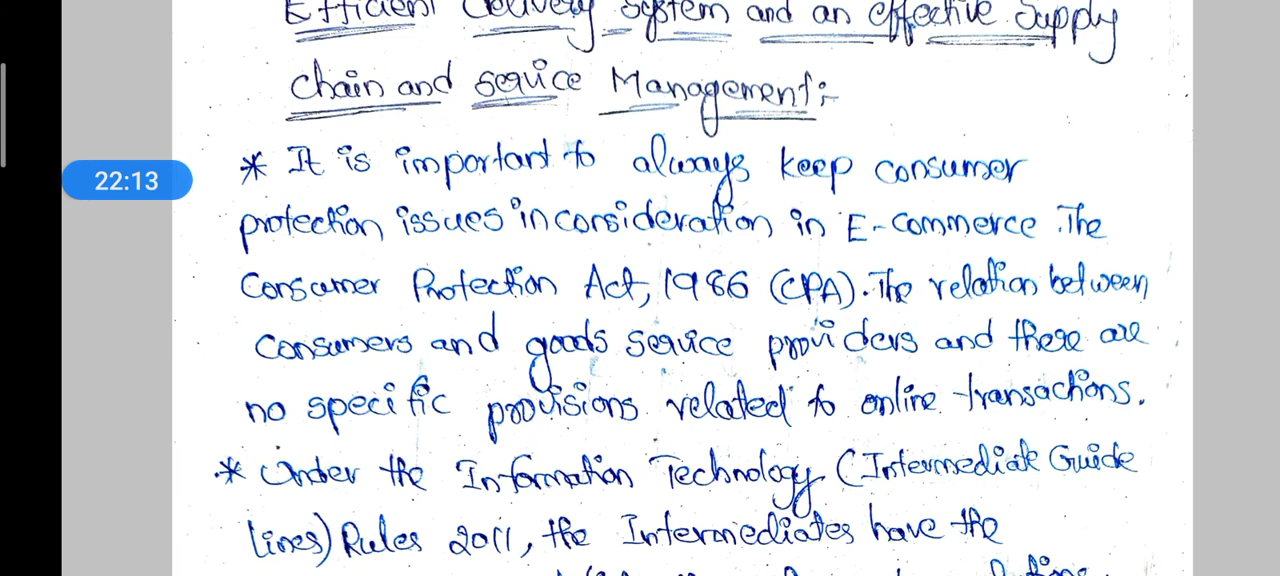 Efficient Delivery System and an effective Supply
chain and service Management:-
22:13
* It is important to always keep consumer
protection issues in consideration in E-Commerce. The
Consumer Protection Act, 1986 (CPA). The relation between
consumers and goods service providers and there are
no specific provisions related to online transactions.
* Under the Information Technology (Intermediate Guide
lines) Rules 2011, the Intermediates have the